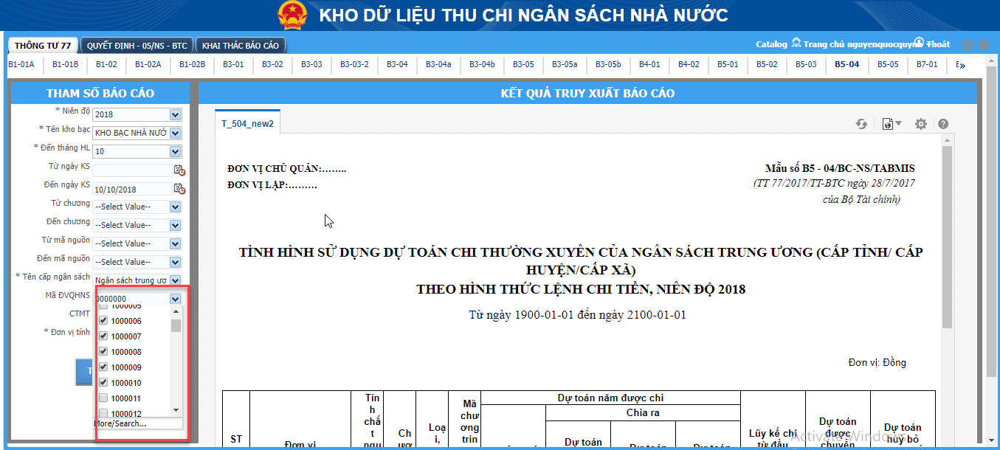 KHO DỮ LIỆU THU CHI NGÂN SÁCH NHÀ NƯỚC
THÔNG TƯ 77 QUYẾT ĐỊNH - 05/NS - BTC KHAI THÁC BÁO CÁO
Catalog Trang chủ nguyenquocquynh Thoát
B1-01A B1-01B B1-02 B1-02A B1-02B B3-01 B3-02 B3-03 B3-03-2 B3-04 B3-04a B3-04b B3-05 B3-05a B3-05b B4-01 B4-02 B5-01 B5-02 B5-03 B5-04 B5-05 B7-01 »
THAM SỐ BÁO CÁO
* Niên độ 2018
* Tên kho bạc KHO BẠC NHÀ NƯỚ
* Đến tháng HL 10
Từ ngày KS
Đến ngày KS 10/10/2018
Từ chương --Select Value--
Đến chương --Select Value--
Từ mã nguồn --Select Value--
Đến mã nguồn --Select Value--
* Tên cấp ngân sách Ngân sách trung ươ
Mã ĐVQHNS 0000000
CTMT
* Đơn vị tính
1000005
1000006
1000007
1000008
1000009
1000010
1000011
1000012
More/Search...
T
KẾT QUẢ TRUY XUẤT BÁO CÁO
T_504_new2
ĐƠN VỊ CHỦ QUẢN:........
ĐƠN VỊ LẬP:.........
Mẫu số B5 - 04/BC-NS/TABMIS
(TT 77/2017/TT-BTC ngày 28/7/2017
của Bộ Tài chính)
TÌNH HÌNH SỬ DỤNG DỰ TOÁN CHI THƯỜNG XUYÊN CỦA NGÂN SÁCH TRUNG ƯƠNG (CẤP TỈNH/ CẤP
HUYỆN/CẤP XÃ)
THEO HÌNH THỨC LỆNH CHI TIỀN, NIÊN ĐỘ 2018
Từ ngày 1900-01-01 đến ngày 2100-01-01
Đơn vị: Đồng
ST
Đơn vị
Tín
h
chấ
t
ngu
Ch
ươ
Loạ
i,
Mã
chư
ơng
trìn
Dự toán năm được chi
Chia ra
Dự toán
Dự toán
Dự toán
Lũy kế chi
từ đầu
Dự toán
được
chuyển
Dự toán
hủy bỏ
Activate Windows